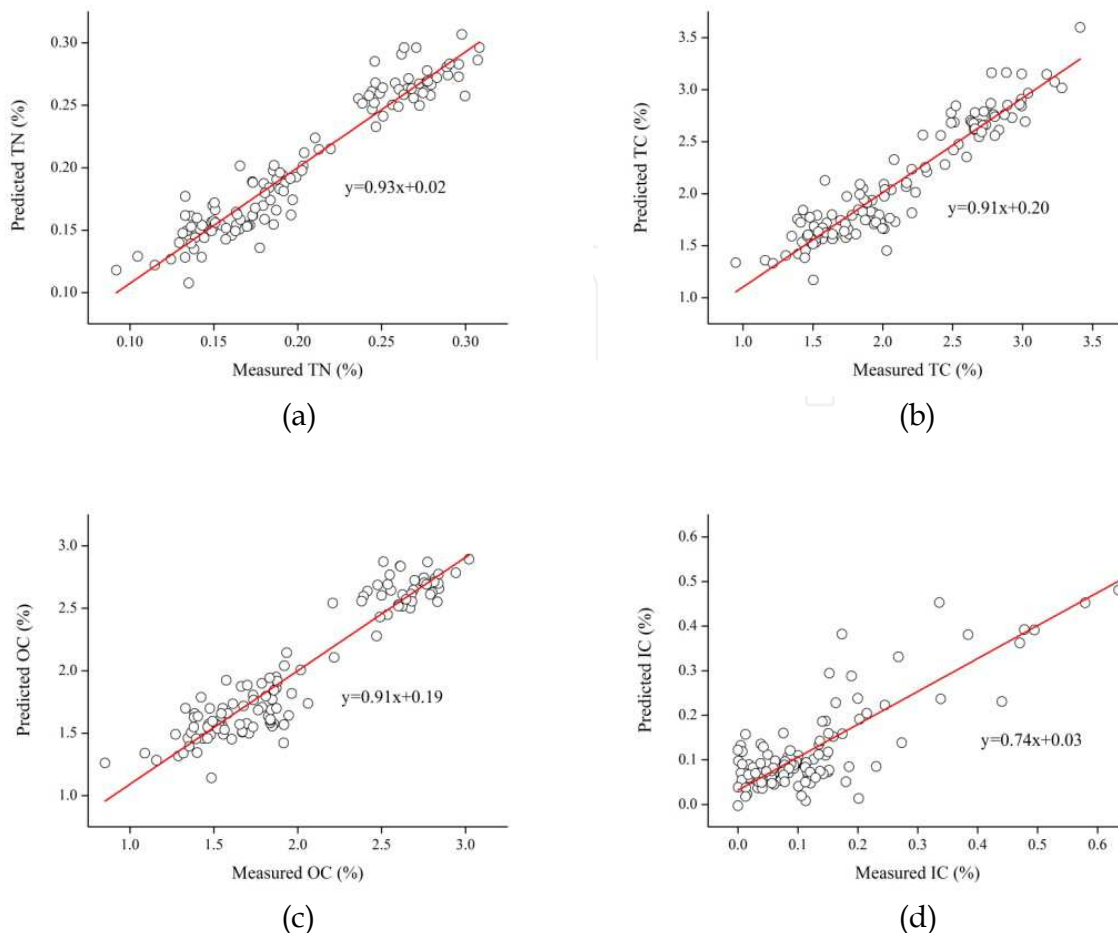 0.30
0.25
0.20
0.15
0.10
Predicted TN (%)
y=0.93x+0.02
0.10 0.15 0.20 0.25 0.30
Measured TN (%)
(a)
3.5
3.0
2.5
2.0
1.5
1.0
Predicted TC (%)
y=0.91x+0.20
1.0 1.5 2.0 2.5 3.0 3.5
Measured TC (%)
(b)
3.0
2.5
2.0
1.5
1.0
Predicted OC (%)
y=0.91x+0.19
1.0 1.5 2.0 2.5 3.0
Measured OC (%)
(c)
0.6
0.5
0.4
0.3
0.2
0.1
0.0
Predicted IC (%)
y=0.74x+0.03
0.0 0.1 0.2 0.3 0.4 0.5 0.6
Measured IC (%)
(d)